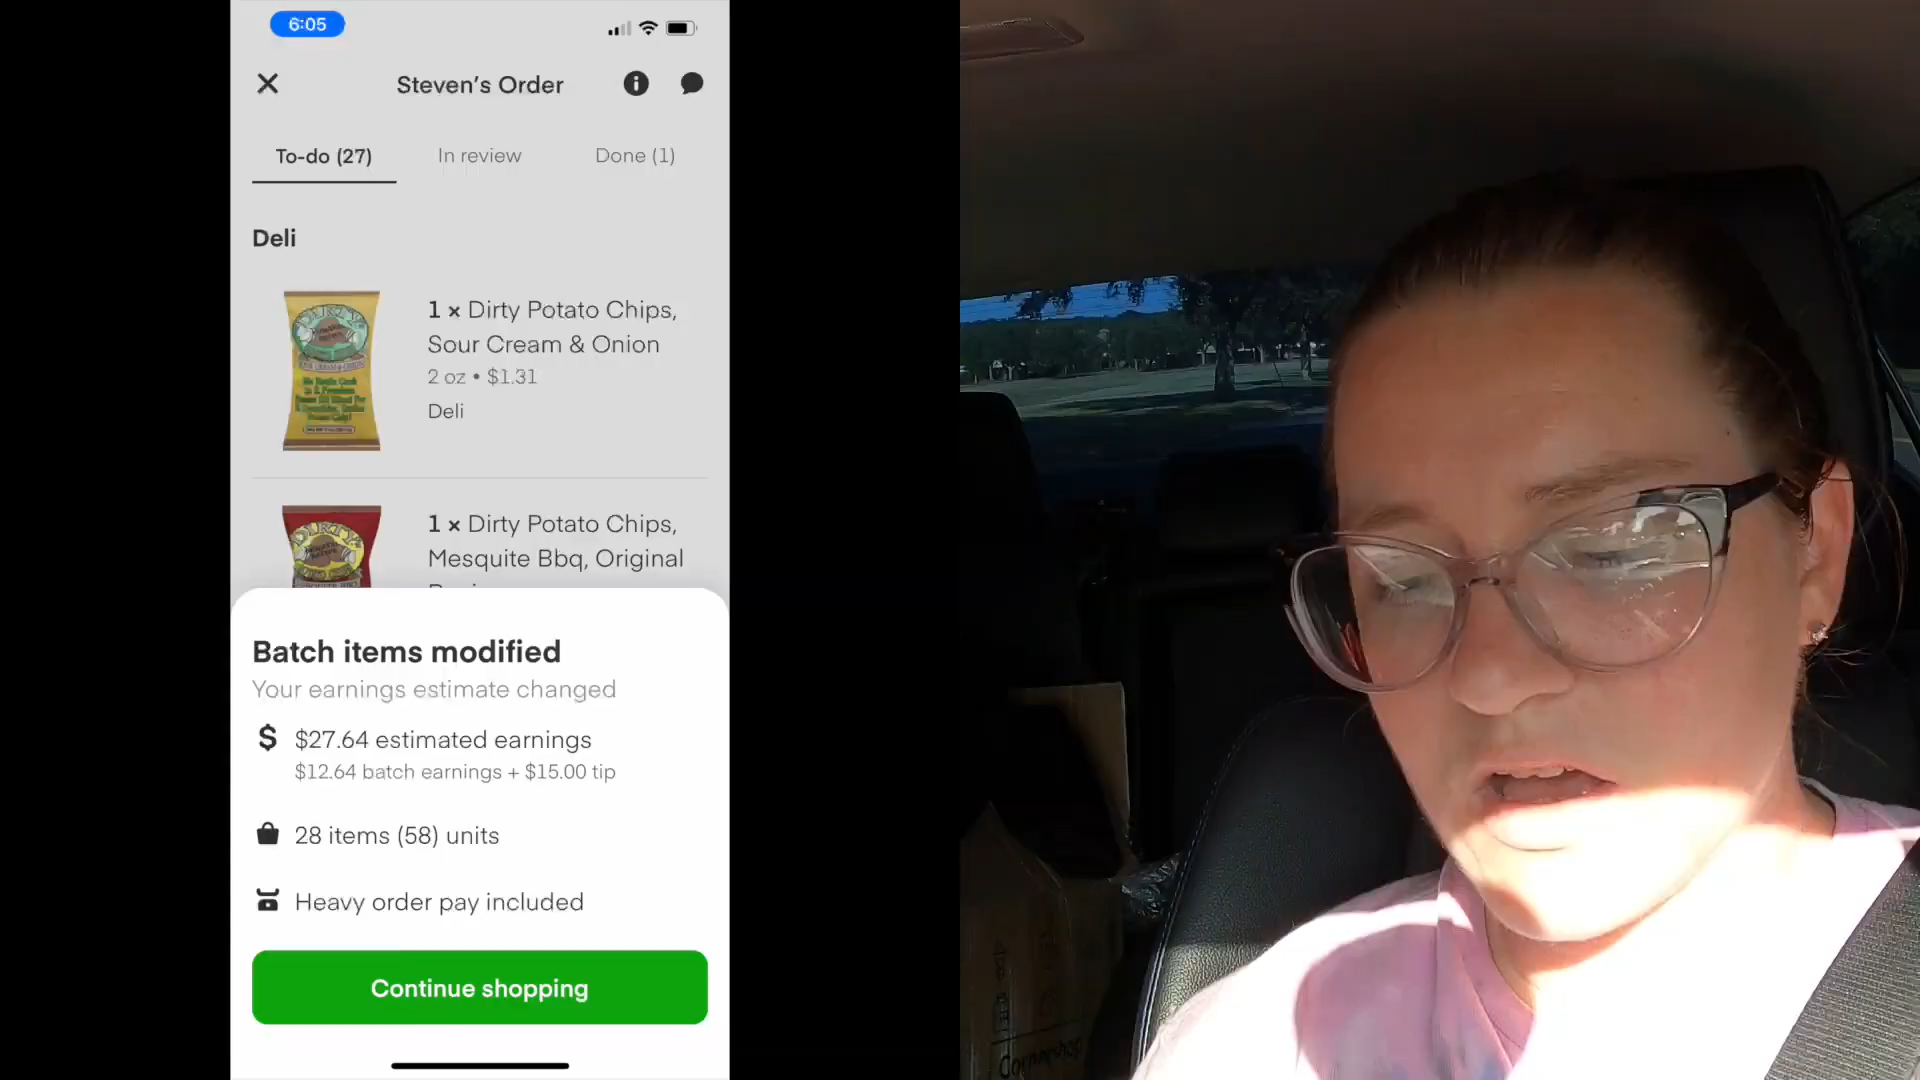 6:05
Steven's Order
To-do (27)
In review
Done (1)
Deli
DIRTY
1 × Dirty Potato Chips,
Sour Cream & Onion
2 oz • $1.31
Deli
DIRTY
1 × Dirty Potato Chips,
Mesquite Bbq, Original
Batch items modified
Your earnings estimate changed
$27.64 estimated earnings
$12.64 batch earnings + $15.00 tip
28 items (58) units
Heavy order pay included
Continue shopping
Cornershop